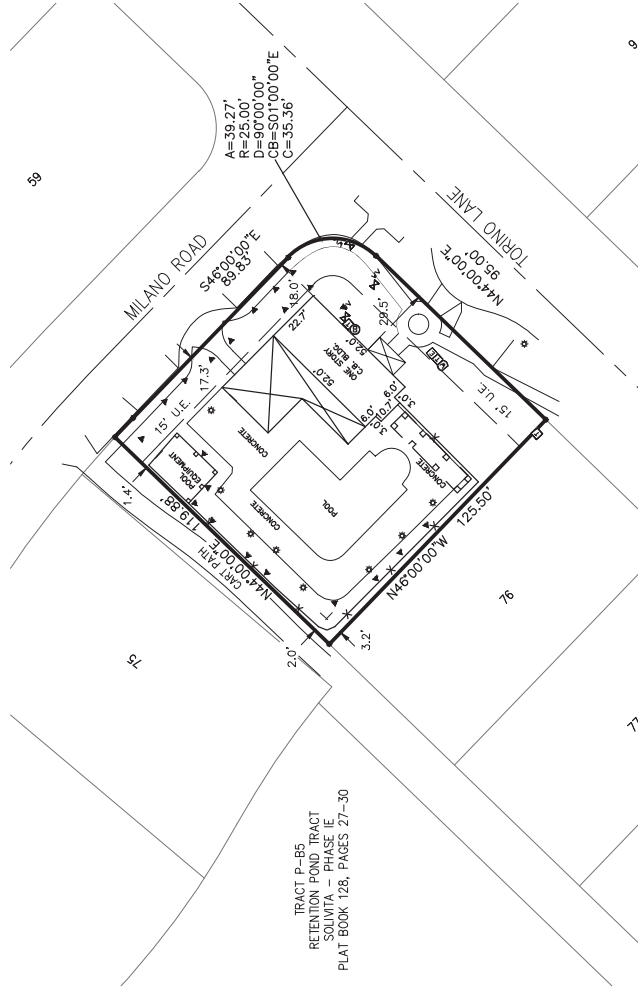 59
MILANO ROAD
S46°00'00"E
89.83'
A=39.27'
R=25.00'
D=90°00'00"
CB=S01°00'00"E
C=35.36'
TORINO LANE
N44°00'00"E
95.00'
9
15' U.E.
17.3'
22.7'
18.0'
29.5'
ONE STORY
C.B. BLDG.
52.0'
52.0'
6.0'
3.0'
10.7'
6.0'
3.0'
15' U.E.
CONCRETE
POOL
EQUIPMENT
CONCRETE
POOL
CONCRETE
1.4'
119.88'
N44°00'00"E
CART PATH
2.0'
3.2'
N46°00'00"W
125.50'
75
76
77
TRACT P-B5
RETENTION POND TRACT
SOLIVITA - PHASE IE
PLAT BOOK 128, PAGES 27-30